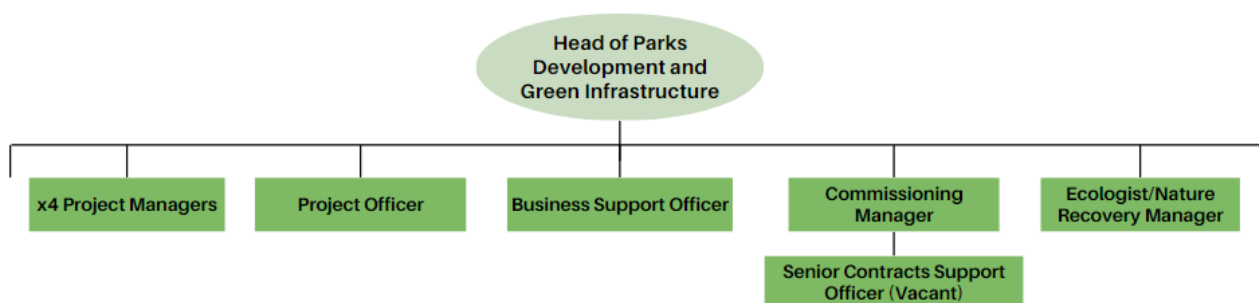 Head of Parks
Development and
Green Infrastructure
x4 Project Managers
Project Officer
Business Support Officer
Commissioning
Manager
Ecologist/Nature
Recovery Manager
Senior Contracts Support
Officer (Vacant)